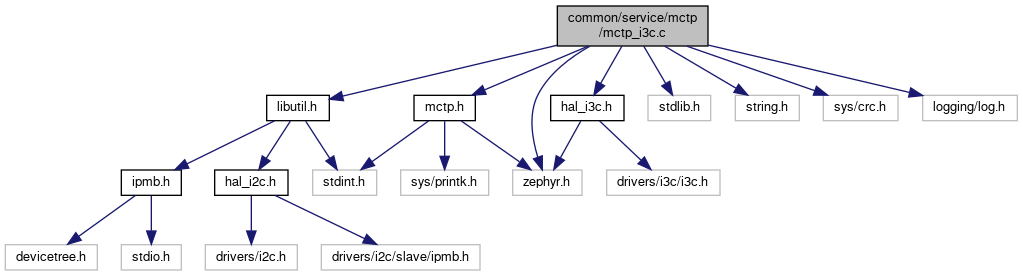 common/service/mctp
/mctp_i3c.c
libutil.h
mctp.h
hal_i3c.h
stdlib.h
string.h
sys/crc.h
logging/log.h
ipmb.h
hal_i2c.h
stdint.h
sys/printk.h
zephyr.h
drivers/i3c/i3c.h
devicetree.h
stdio.h
drivers/i2c.h
drivers/i2c/slave/ipmb.h